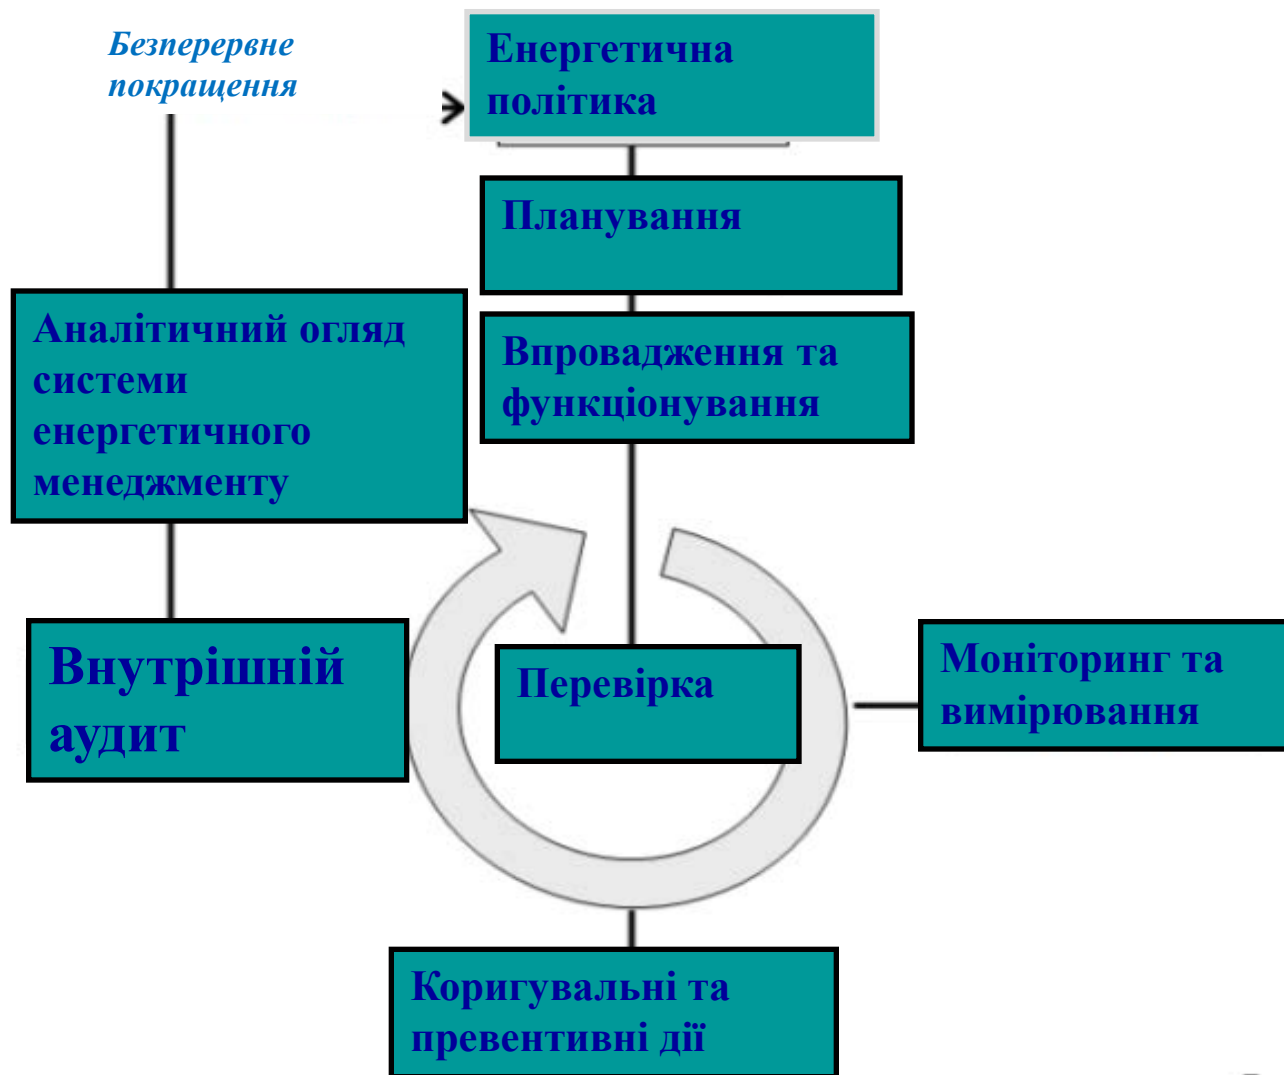 Безперервне
покращення
Енергетична
політика
Планування
Впровадження та
функціонування
Аналітичний огляд
системи
енергетичного
менеджменту
Внутрішній
аудит
Перевірка
Моніторинг та
вимірювання
Коригувальні та
превентивні дії